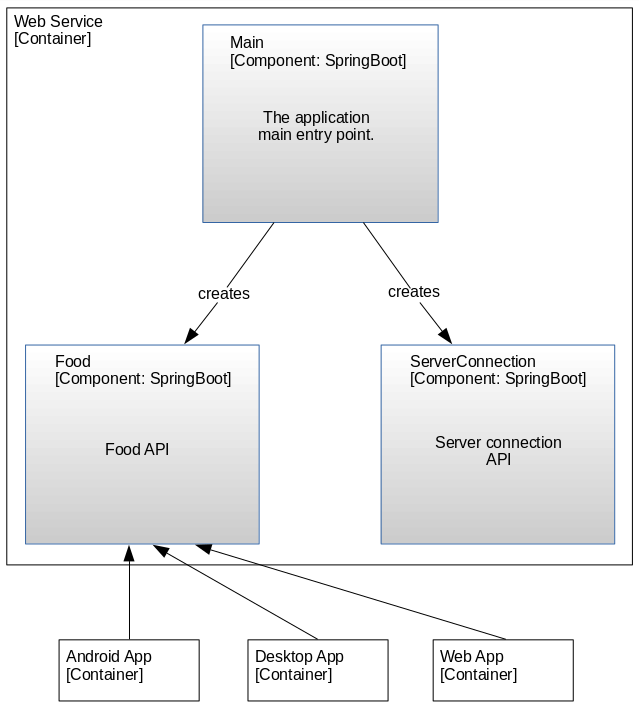 Web Service
[Container]
Main
[Component: SpringBoot]
The application
main entry point.
creates
creates
Food
[Component: SpringBoot]
Food API
ServerConnection
[Component: SpringBoot]
Server connection
API
Android App
[Container]
Desktop App
[Container]
Web App
[Container]